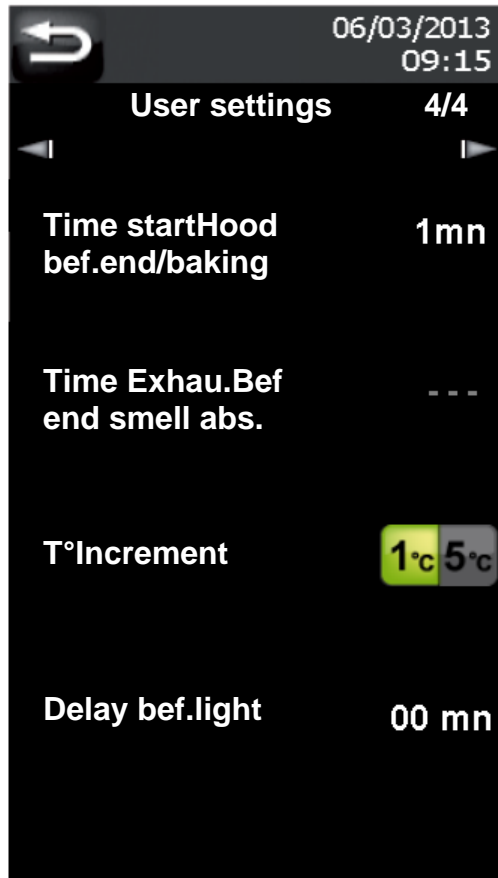 06/03/2013
09:15
User settings 4/4
Time startHood 1mn
bef.end/baking
Time Exhau.Bef ---
end smell abs.
T°Increment 1°C 5°C
Delay bef.light 00 mn